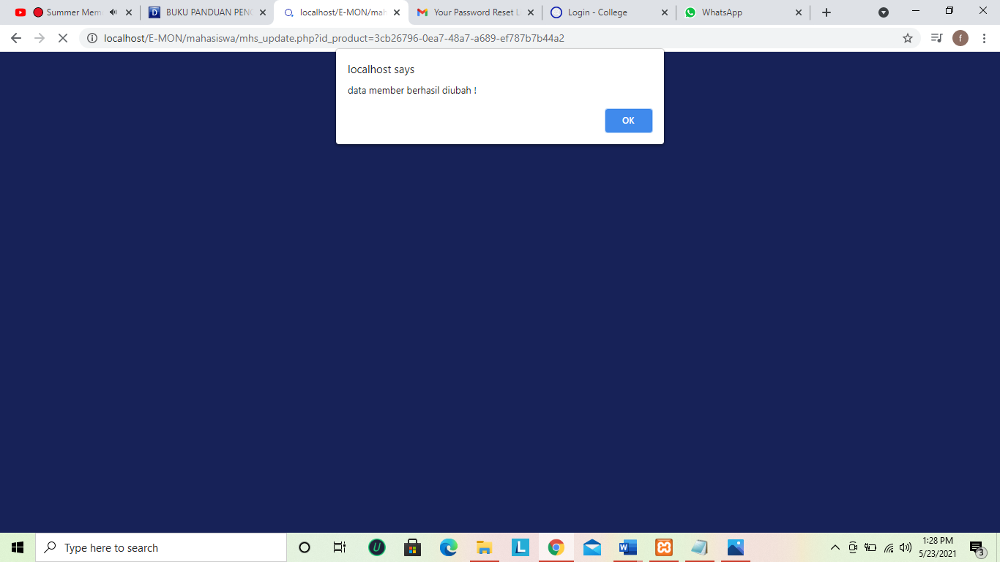 Summer Mem
BUKU PANDUAN PENG
localhost/E-MON/mah
Your Password Reset L
Login - College
WhatsApp
localhost/E-MON/mahasiswa/mhs_update.php?id_product=3cb26796-0ea7-48a7-a689-ef787b7b44a2
f
localhost says
data member berhasil diubah !
OK
Type here to search
1:28 PM
5/23/2021
3